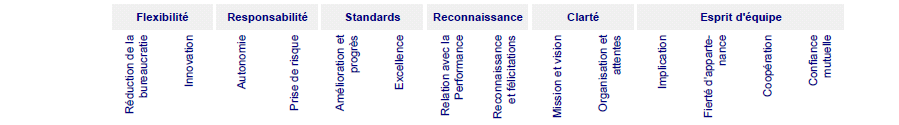 Flexibilité
Responsabilité
Standards
Reconnaissance
Clarté
Esprit d'équipe
Réduction de la
bureaucratie
Innovation
Autonomie
Prise de risque
Amélioration et
progrès
Excellence
Relation avec la
Performance
Reconnaissance
et félicitations
Mission et vision
Organisation et
attentes
Implication
Fierté d'apparte-
nance
Coopération
Confiance
mutuelle